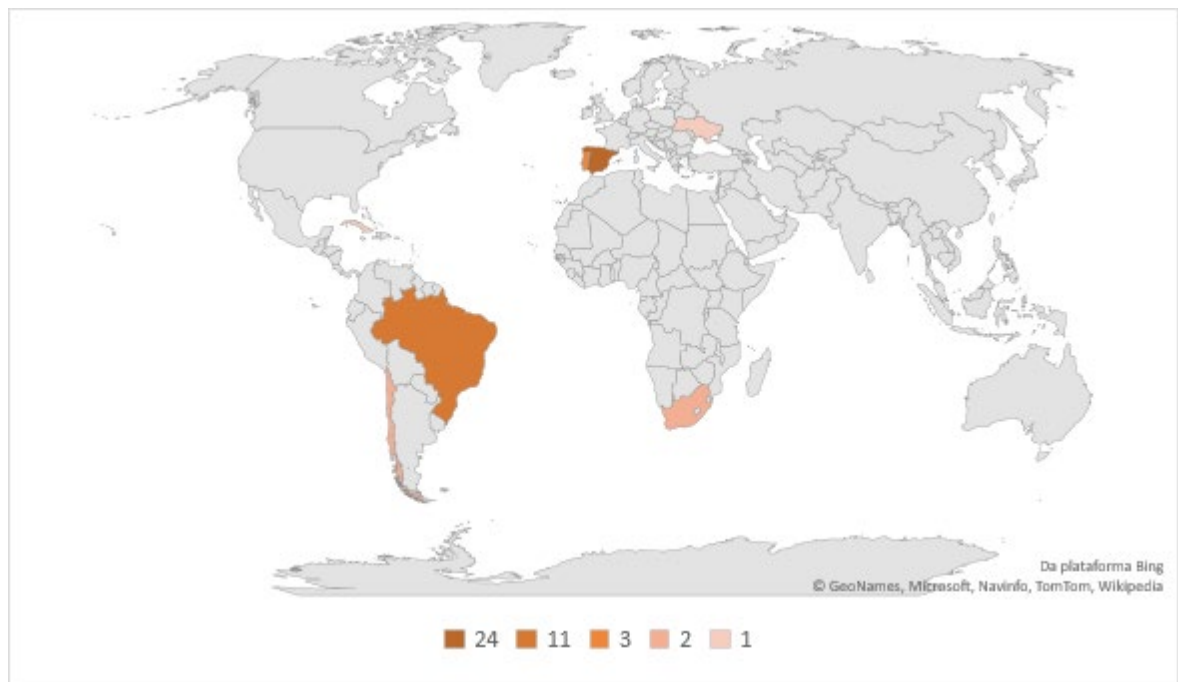 Da plataforma Bing
© GeoNames, Microsoft, Navinfo, TomTom, Wikipedia
24 11 3 2 1